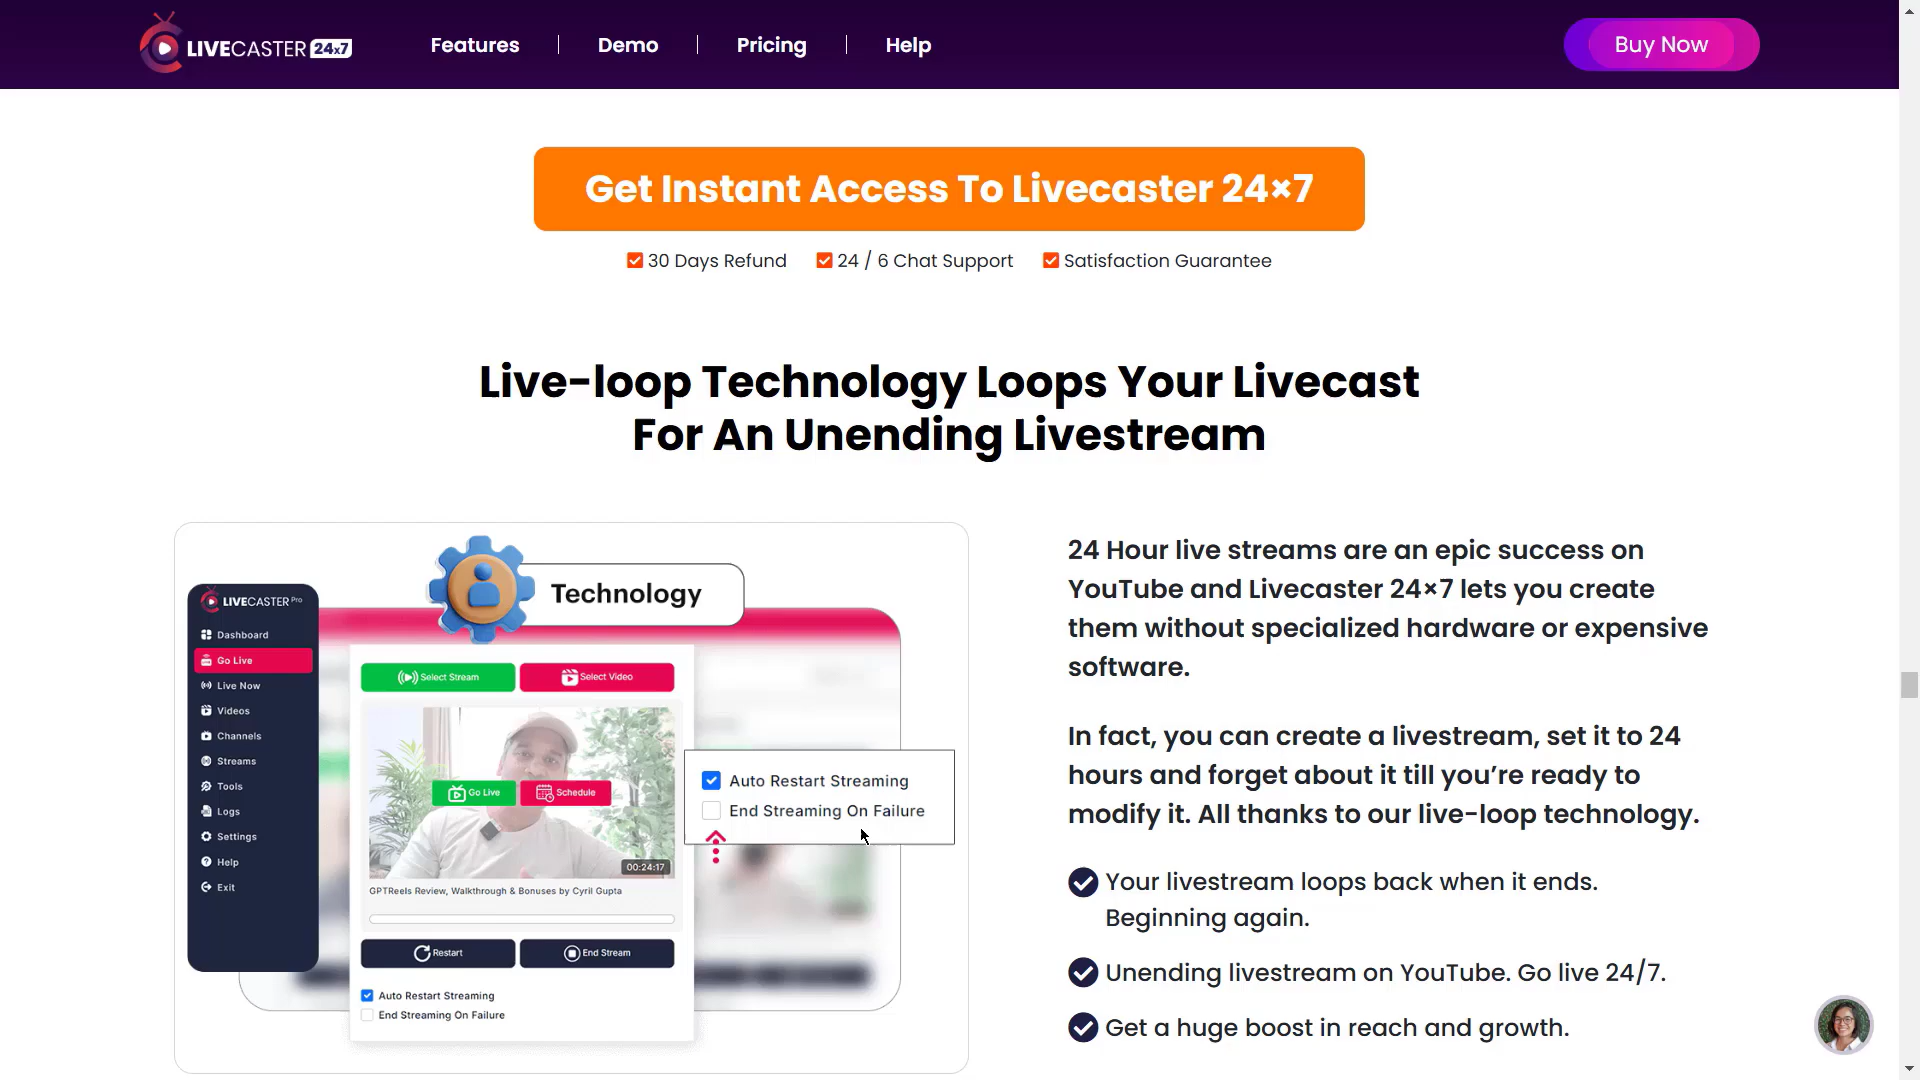 LIVECASTER 24x7
Features
Demo
Pricing
Help
Buy Now
Get Instant Access To Livecaster 24×7
30 Days Refund
24 / 6 Chat Support
Satisfaction Guarantee
Live-loop Technology Loops Your Livecast
For An Unending Livestream
Technology
LIVECASTER Pro
Dashboard
Go Live
Live Now
Videos
Channels
Streams
Tools
Logs
Settings
Help
Exit
Select Stream
Select Video
Go Live
Schedule
00:24:17
GPTReels Review, Walkthrough & Bonuses by Cyril Gupta
Restart
End Stream
Auto Restart Streaming
End Streaming On Failure
Auto Restart Streaming
End Streaming On Failure
24 Hour live streams are an epic success on
YouTube and Livecaster 24×7 lets you create
them without specialized hardware or expensive
software.
In fact, you can create a livestream, set it to 24
hours and forget about it till you’re ready to
modify it. All thanks to our live-loop technology.
Your livestream loops back when it ends.
Beginning again.
Unending livestream on YouTube. Go live 24/7.
Get a huge boost in reach and growth.